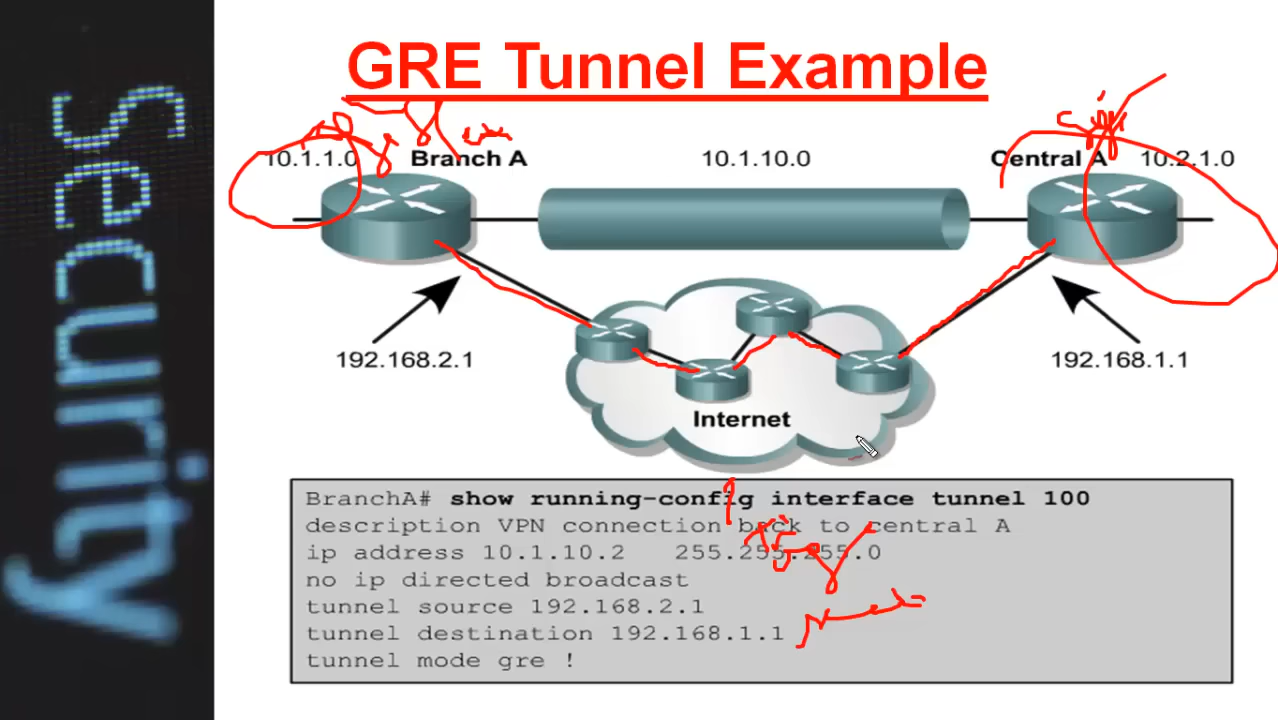 Security
GRE Tunnel Example
10.1.1.0
Branch A
10.1.10.0
Central A
10.2.1.0
192.168.2.1
192.168.1.1
Internet
BranchA# show running-config interface tunnel 100
description VPN connection back to central A
ip address 10.1.10.2 255.255.255.0
no ip directed broadcast
tunnel source 192.168.2.1
tunnel destination 192.168.1.1
tunnel mode gre !